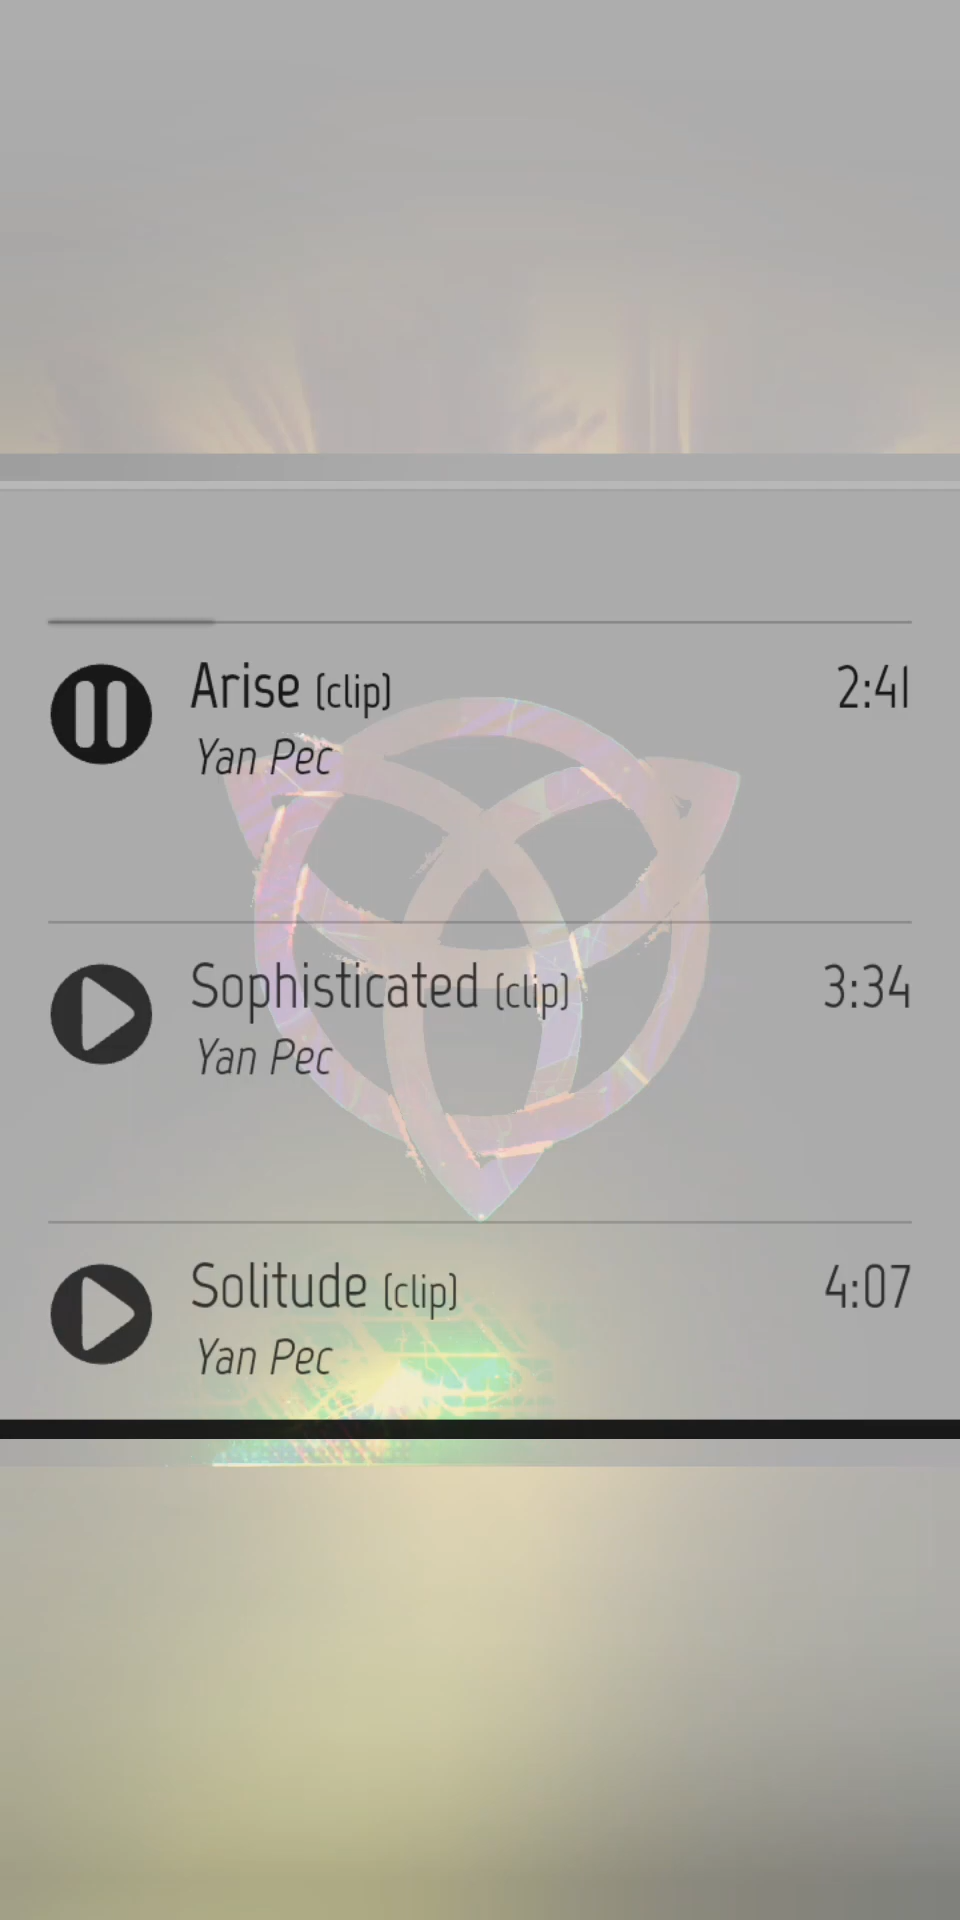 Arise (clip) 2:41
Yan Pec
Sophisticated (clip) 3:34
Yan Pec
Solitude (clip) 4:07
Yan Pec